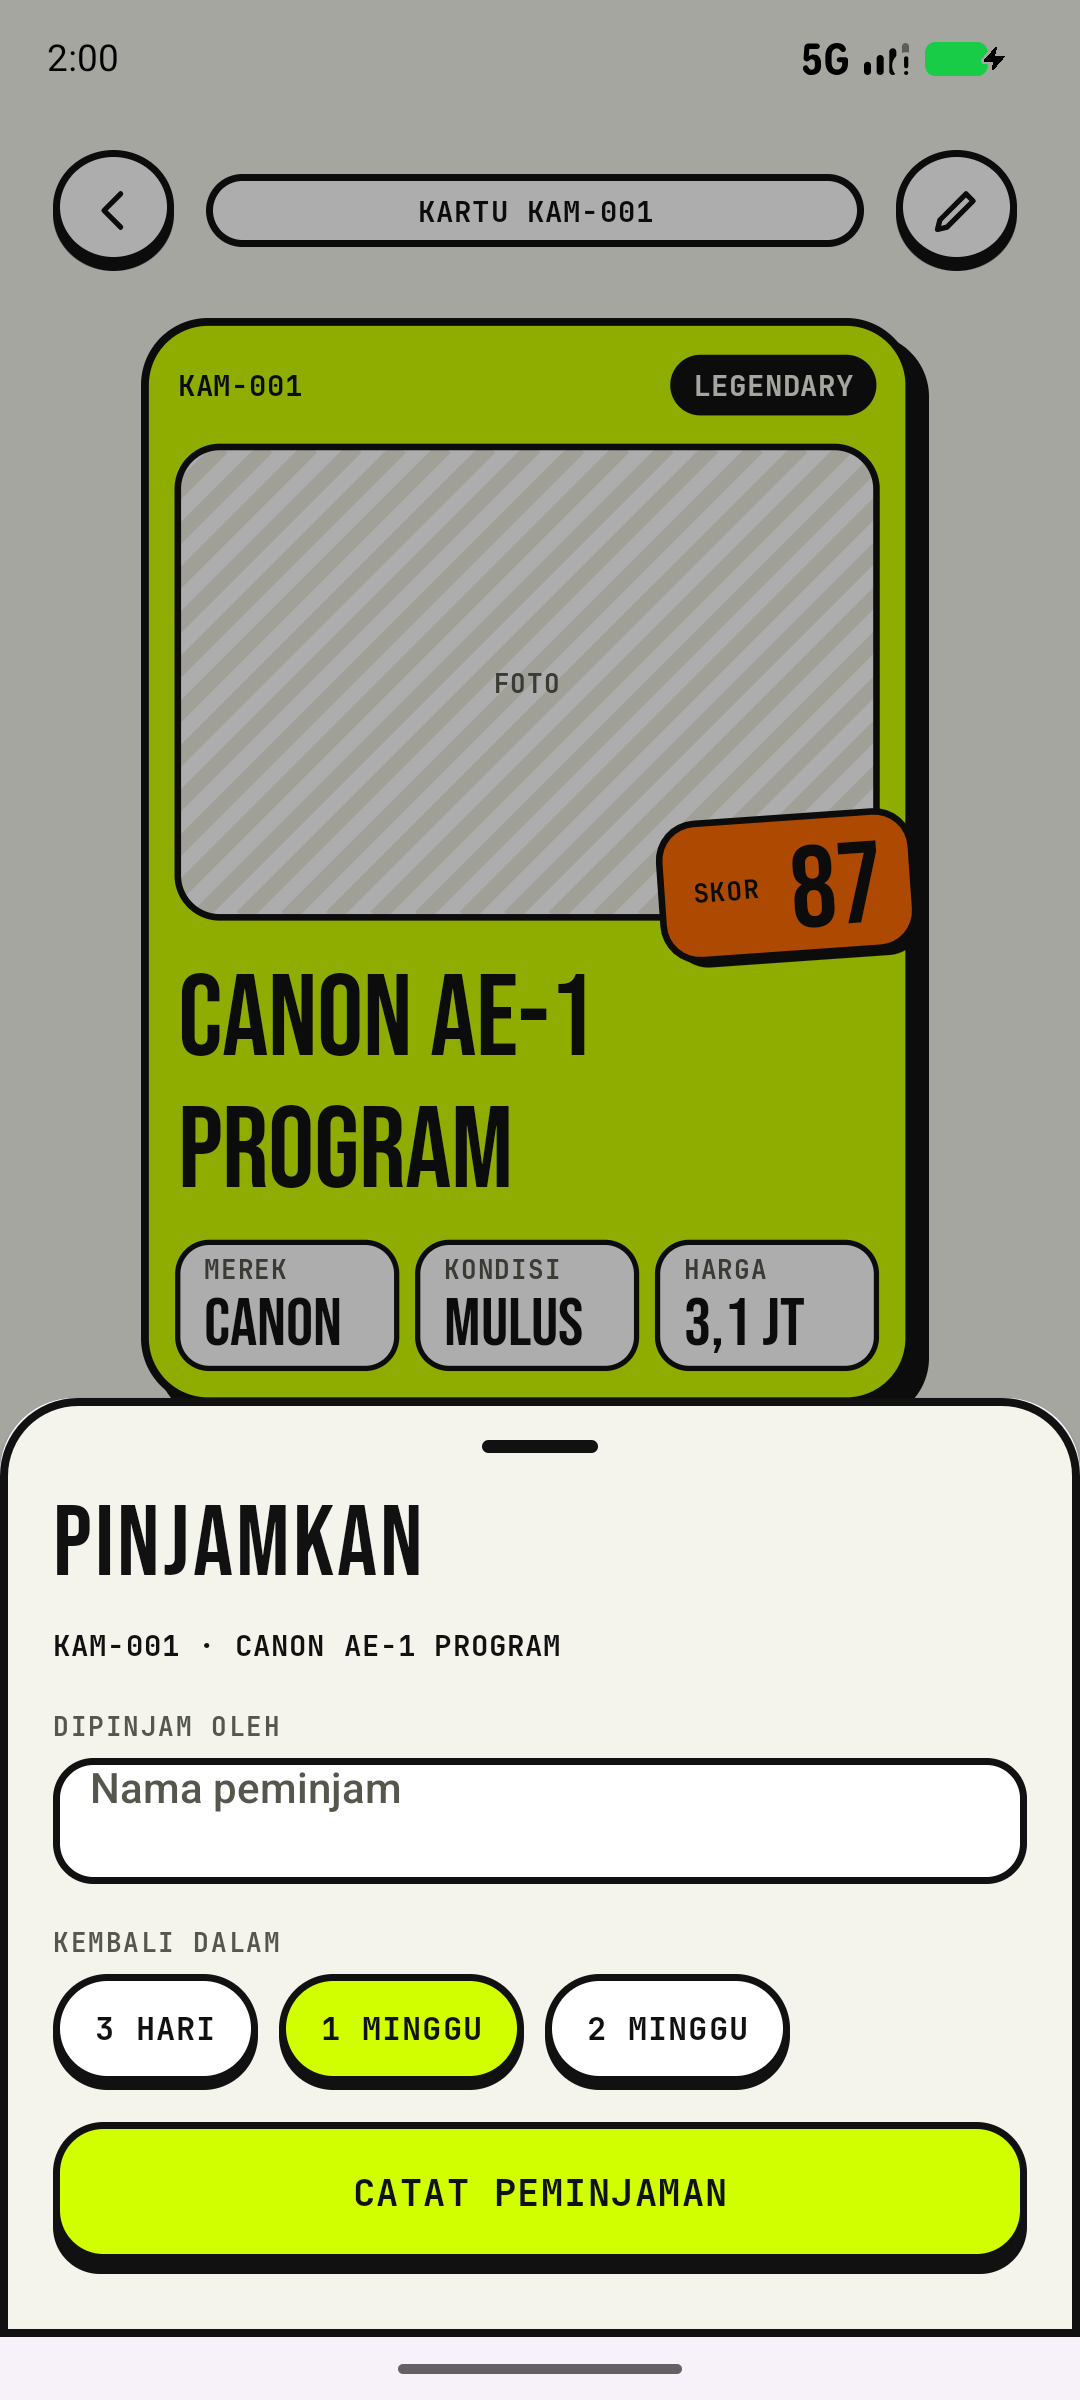 2:00
5G
KARTU KAM-001
KAM-001
LEGENDARY
FOTO
SKOR 87
CANON AE-1
PROGRAM
MEREK
CANON
KONDISI
MULUS
HARGA
3,1 JT
PINJAMKAN
KAM-001 · CANON AE-1 PROGRAM
DIPINJAM OLEH
Nama peminjam
KEMBALI DALAM
3 HARI
1 MINGGU
2 MINGGU
CATAT PEMINJAMAN